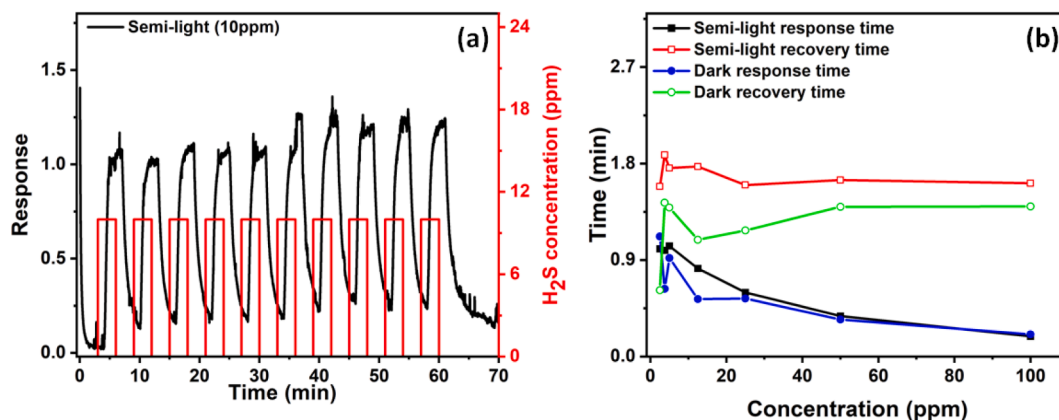 Semi-light (10ppm)
(a)
Response
1.5
1.0
0.5
0.0
0 10 20 30 40 50 60 70
Time (min)
24
18
12
6
0
H₂S concentration (ppm)
Semi-light response time
Semi-light recovery time
Dark response time
Dark recovery time
(b)
Time (min)
2.7
1.8
0.9
0.0
0 20 40 60 80 100
Concentration (ppm)